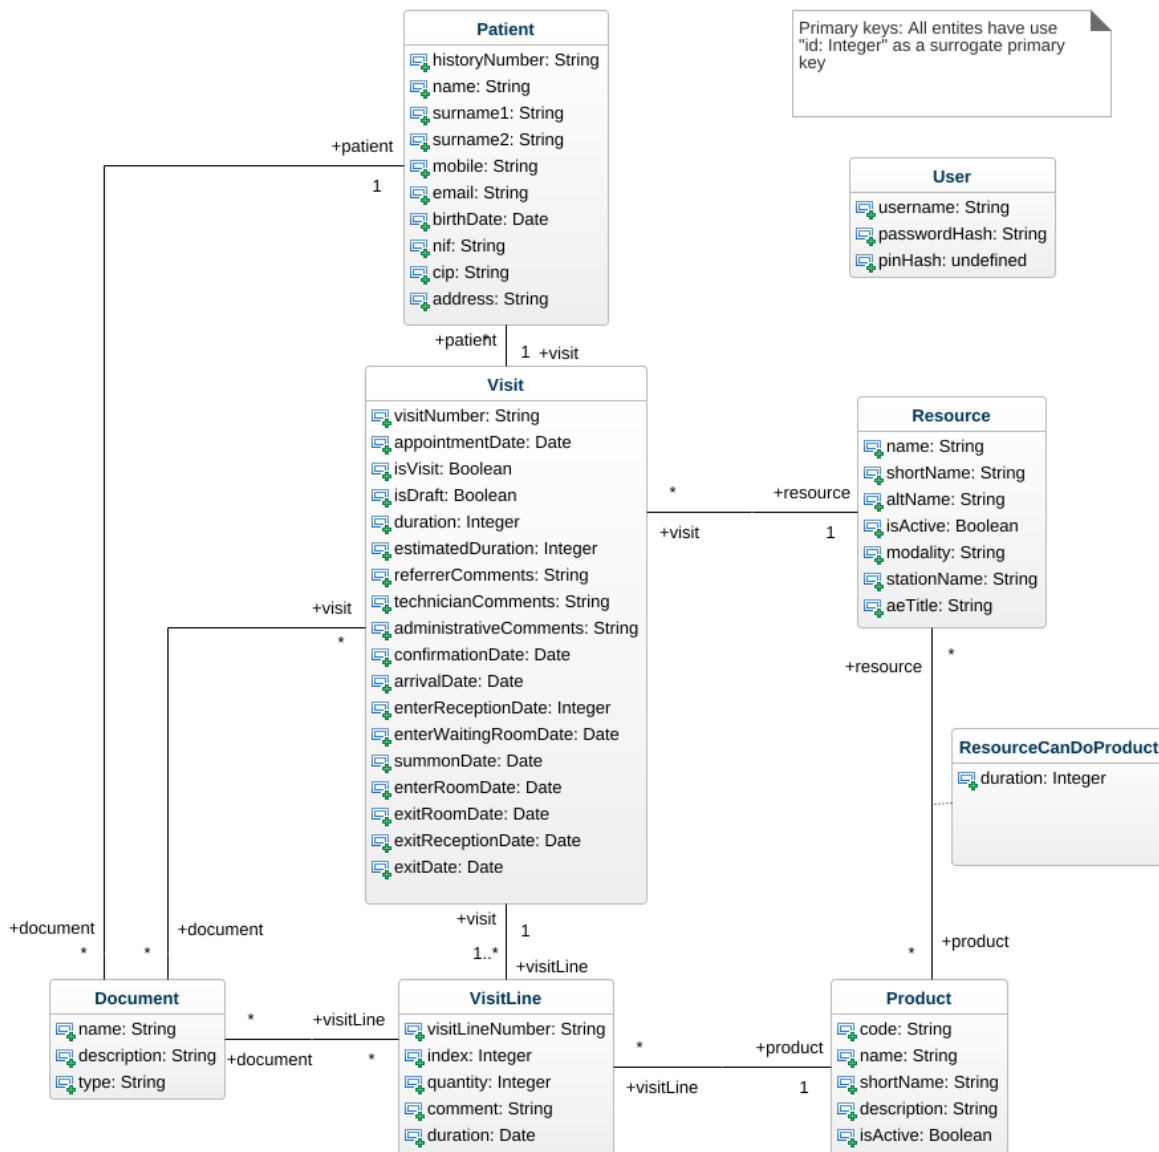 Patient
historyNumber: String
name: String
surname1: String
surname2: String
mobile: String
email: String
birthDate: Date
nif: String
cip: String
address: String
Primary keys: All entites have use
"id: Integer" as a surrogate primary
key
User
username: String
passwordHash: String
pinHash: undefined
+patient
1
+patient
*
1
+visit
Visit
visitNumber: String
appointmentDate: Date
isVisit: Boolean
isDraft: Boolean
duration: Integer
estimatedDuration: Integer
referrerComments: String
technicianComments: String
administrativeComments: String
confirmationDate: Date
arrivalDate: Date
enterReceptionDate: Integer
enterWaitingRoomDate: Date
summonDate: Date
enterRoomDate: Date
exitRoomDate: Date
exitReceptionDate: Date
exitDate: Date
*
+resource
+visit
1
Resource
name: String
shortName: String
altName: String
isActive: Boolean
modality: String
stationName: String
aeTitle: String
+visit
*
+resource
*
ResourceCanDoProduct
duration: Integer
+document
*
*
+document
+visit
1
1..*
+visitLine
*
+product
Document
name: String
description: String
type: String
*
+visitLine
+document
*
VisitLine
visitLineNumber: String
index: Integer
quantity: Integer
comment: String
duration: Date
*
+product
+visitLine
1
Product
code: String
name: String
shortName: String
description: String
isActive: Boolean